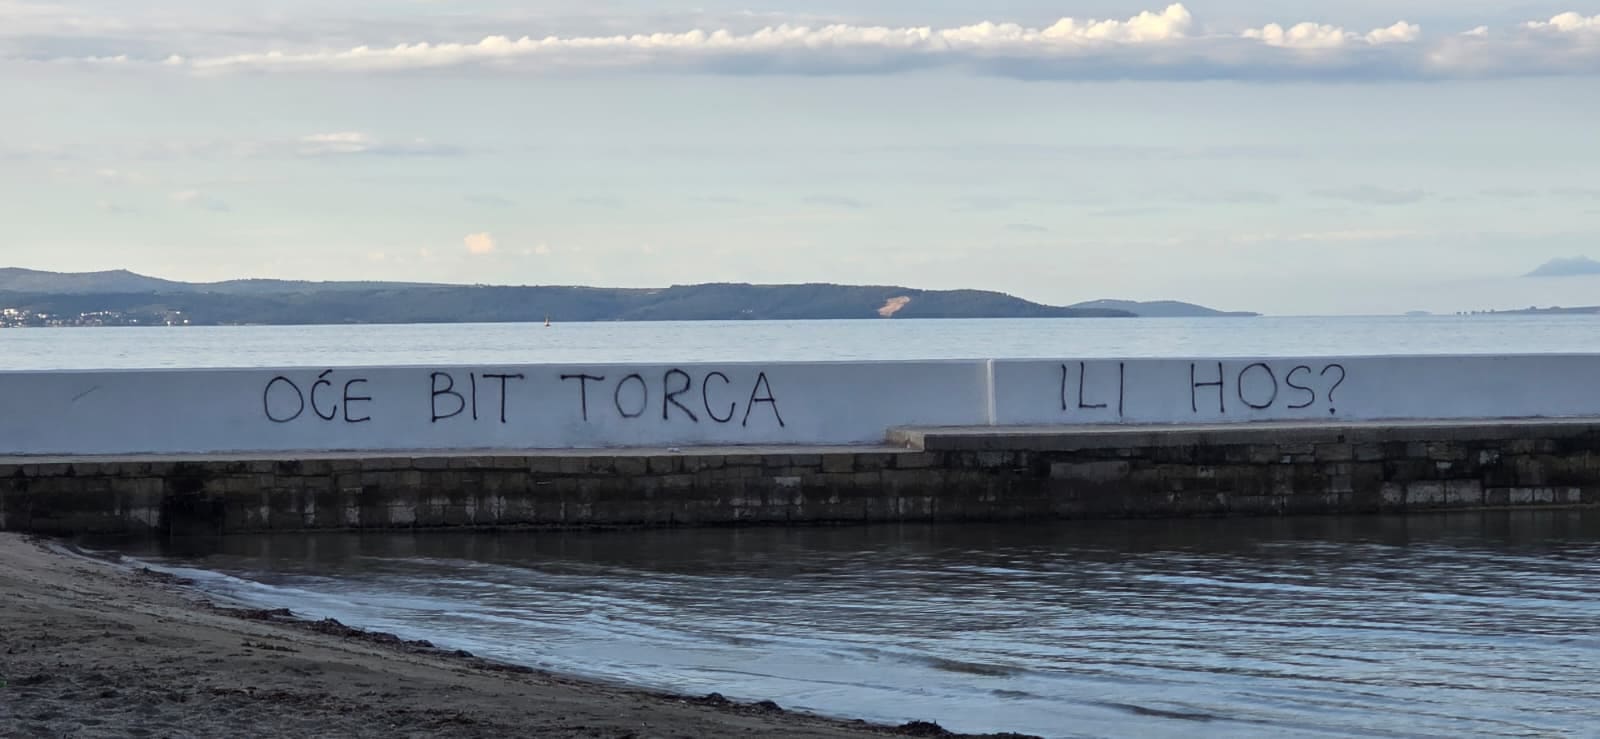 OĆE BIT TORCA ILI HOS?